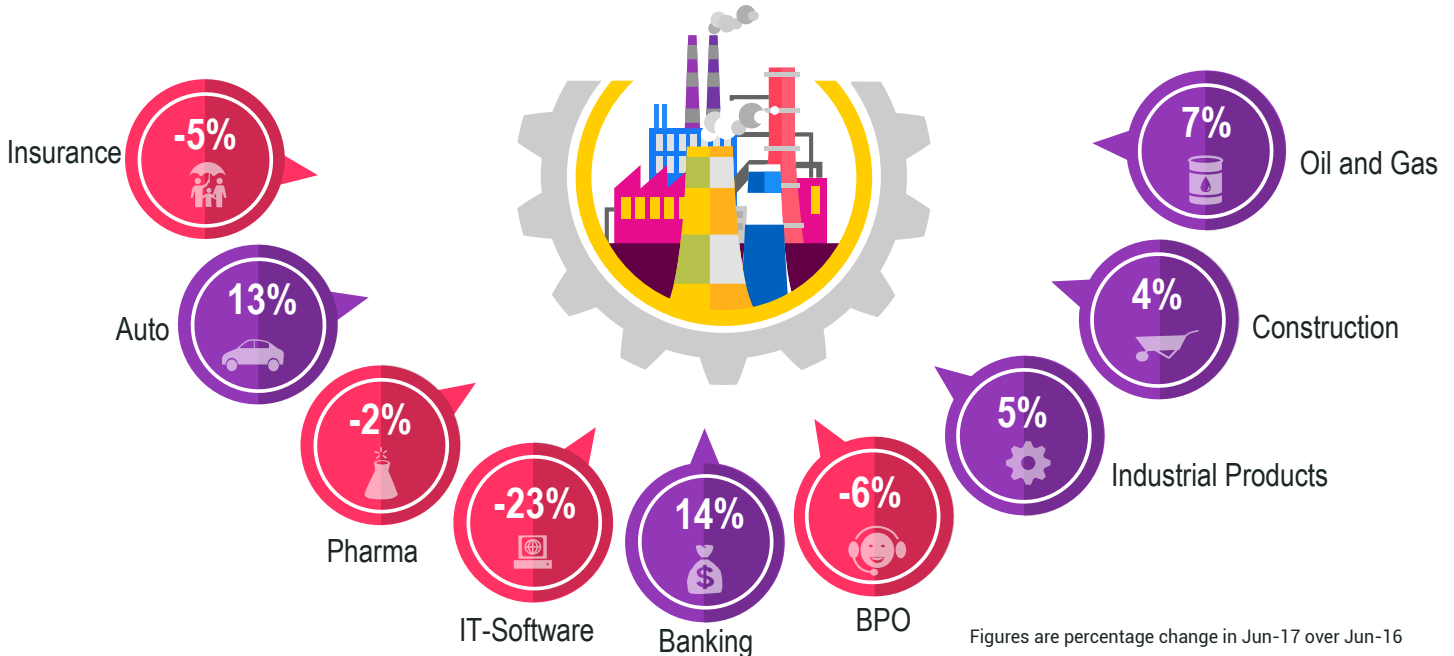 -5%
Insurance
13%
Auto
-2%
Pharma
-23%
IT-Software
14%
$
Banking
-6%
BPO
5%
Industrial Products
4%
Construction
7%
Oil and Gas
Figures are percentage change in Jun-17 over Jun-16